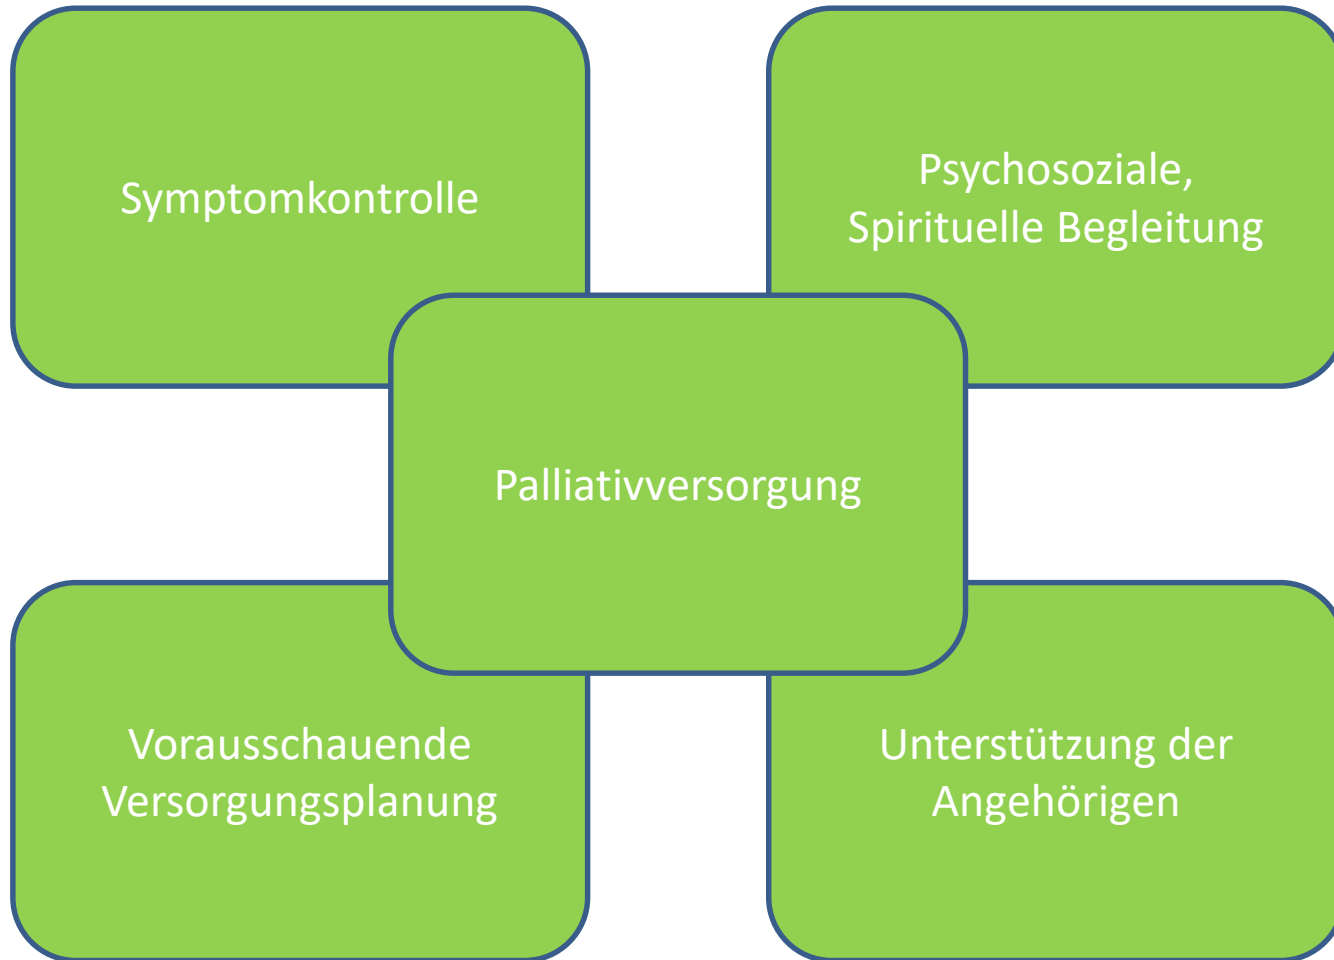 Symptomkontrolle
Psychosoziale,
Spirituelle Begleitung
Palliativversorgung
Vorausschauende
Versorgungsplanung
Unterstützung der
Angehörigen